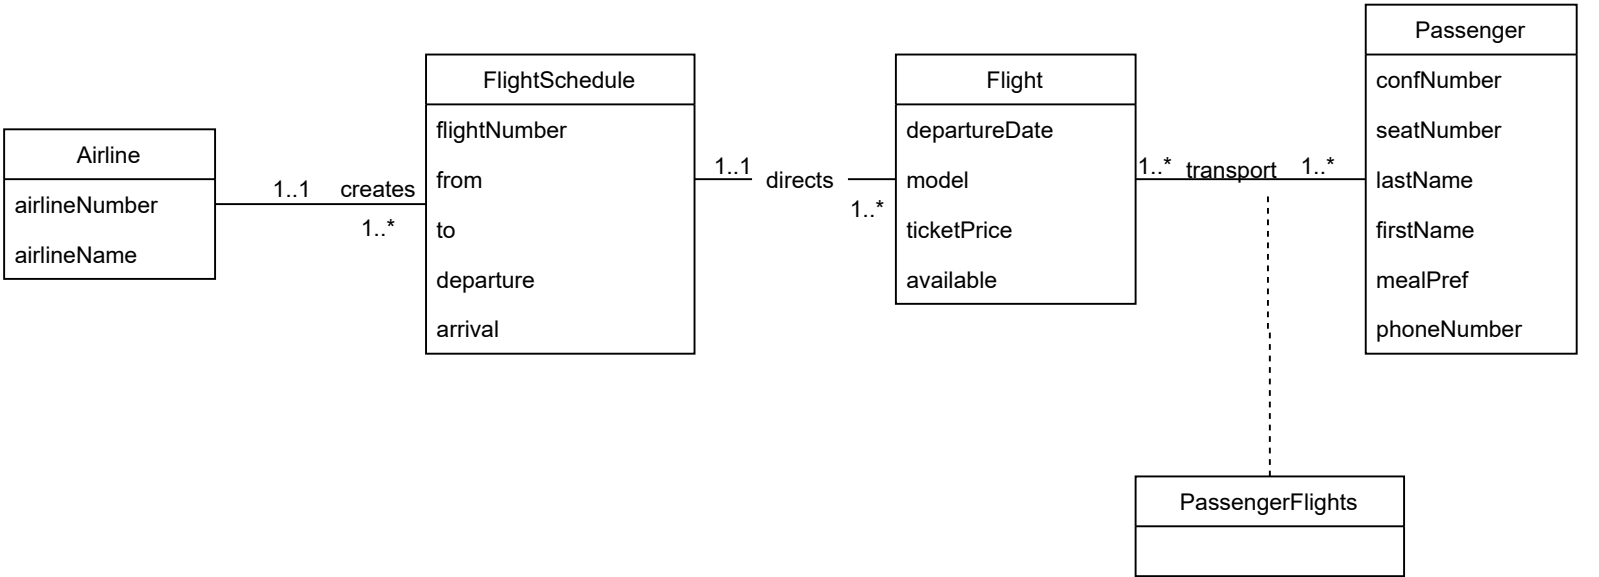 Airline
airlineNumber
airlineName
1..1
creates
1..*
FlightSchedule
flightNumber
from
to
departure
arrival
1..1
directs
1..*
Flight
departureDate
model
ticketPrice
available
1..*
transport
1..*
Passenger
confNumber
seatNumber
lastName
firstName
mealPref
phoneNumber
PassengerFlights